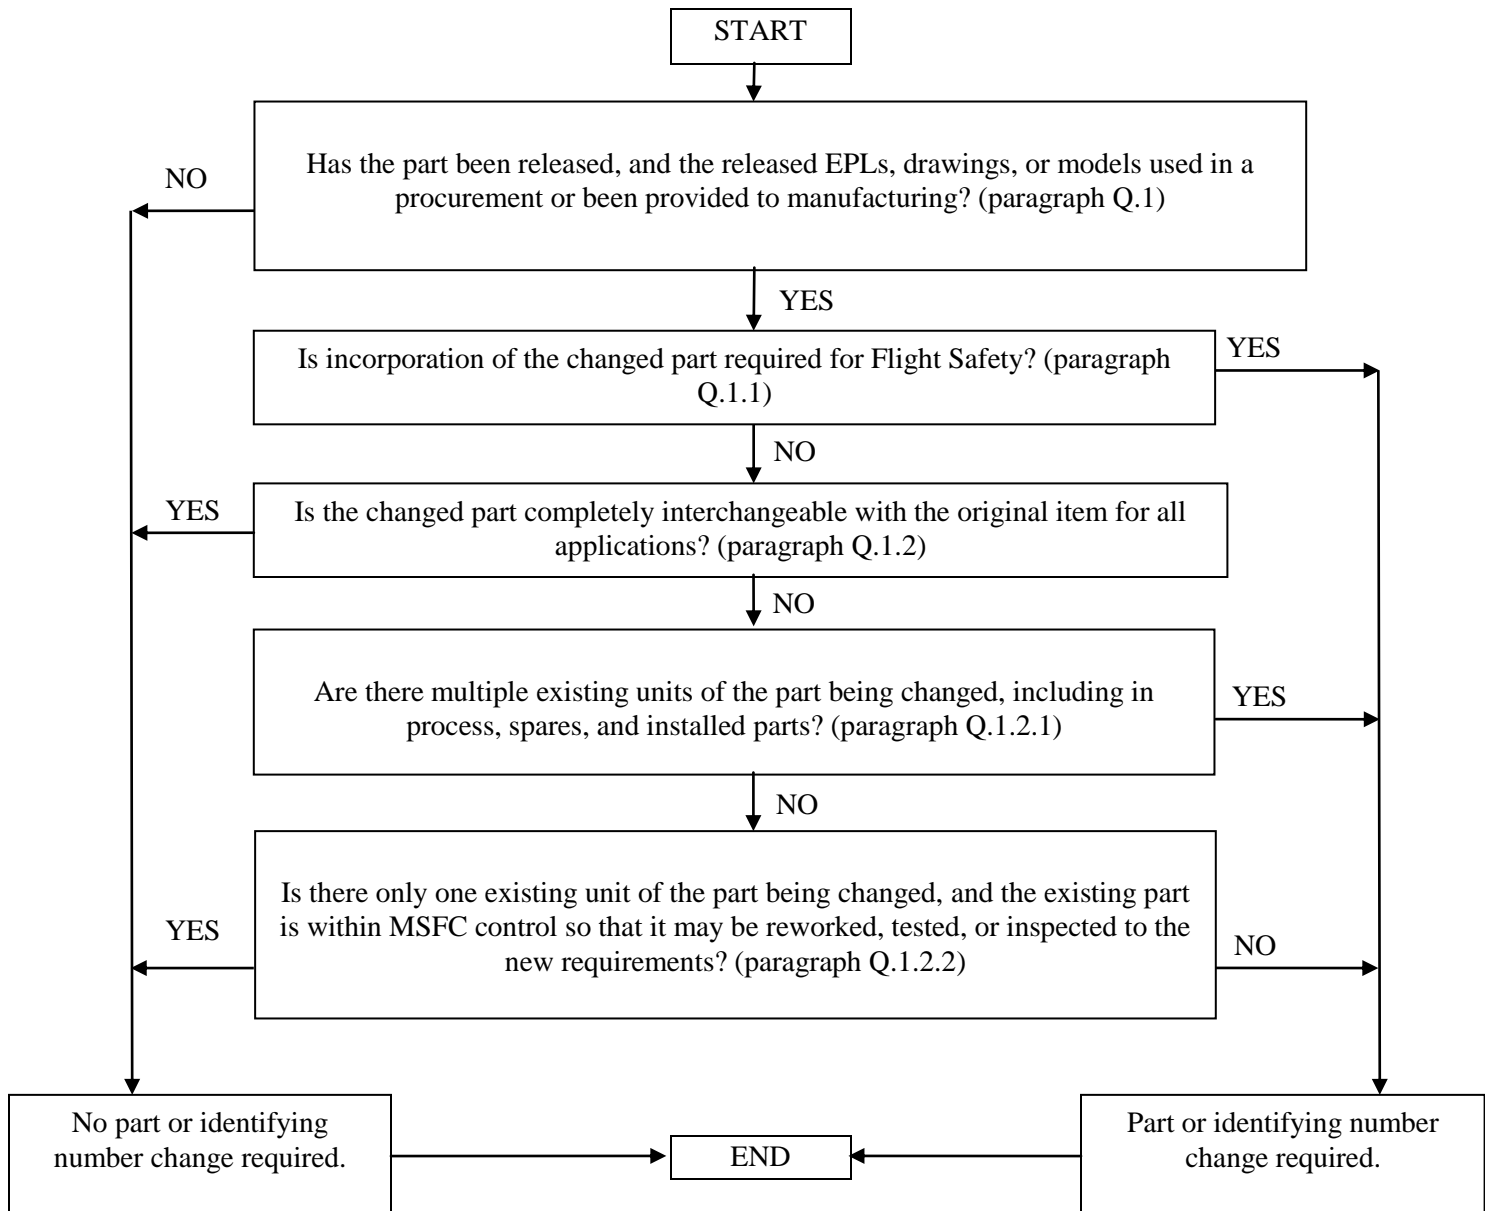 START
NO
Has the part been released, and the released EPLs, drawings, or models used in a
procurement or been provided to manufacturing? (paragraph Q.1)
YES
Is incorporation of the changed part required for Flight Safety? (paragraph
Q.1.1)
YES
NO
YES
Is the changed part completely interchangeable with the original item for all
applications? (paragraph Q.1.2)
NO
Are there multiple existing units of the part being changed, including in
process, spares, and installed parts? (paragraph Q.1.2.1)
YES
NO
YES
Is there only one existing unit of the part being changed, and the existing part
is within MSFC control so that it may be reworked, tested, or inspected to the
new requirements? (paragraph Q.1.2.2)
NO
No part or identifying
number change required.
END
Part or identifying number
change required.